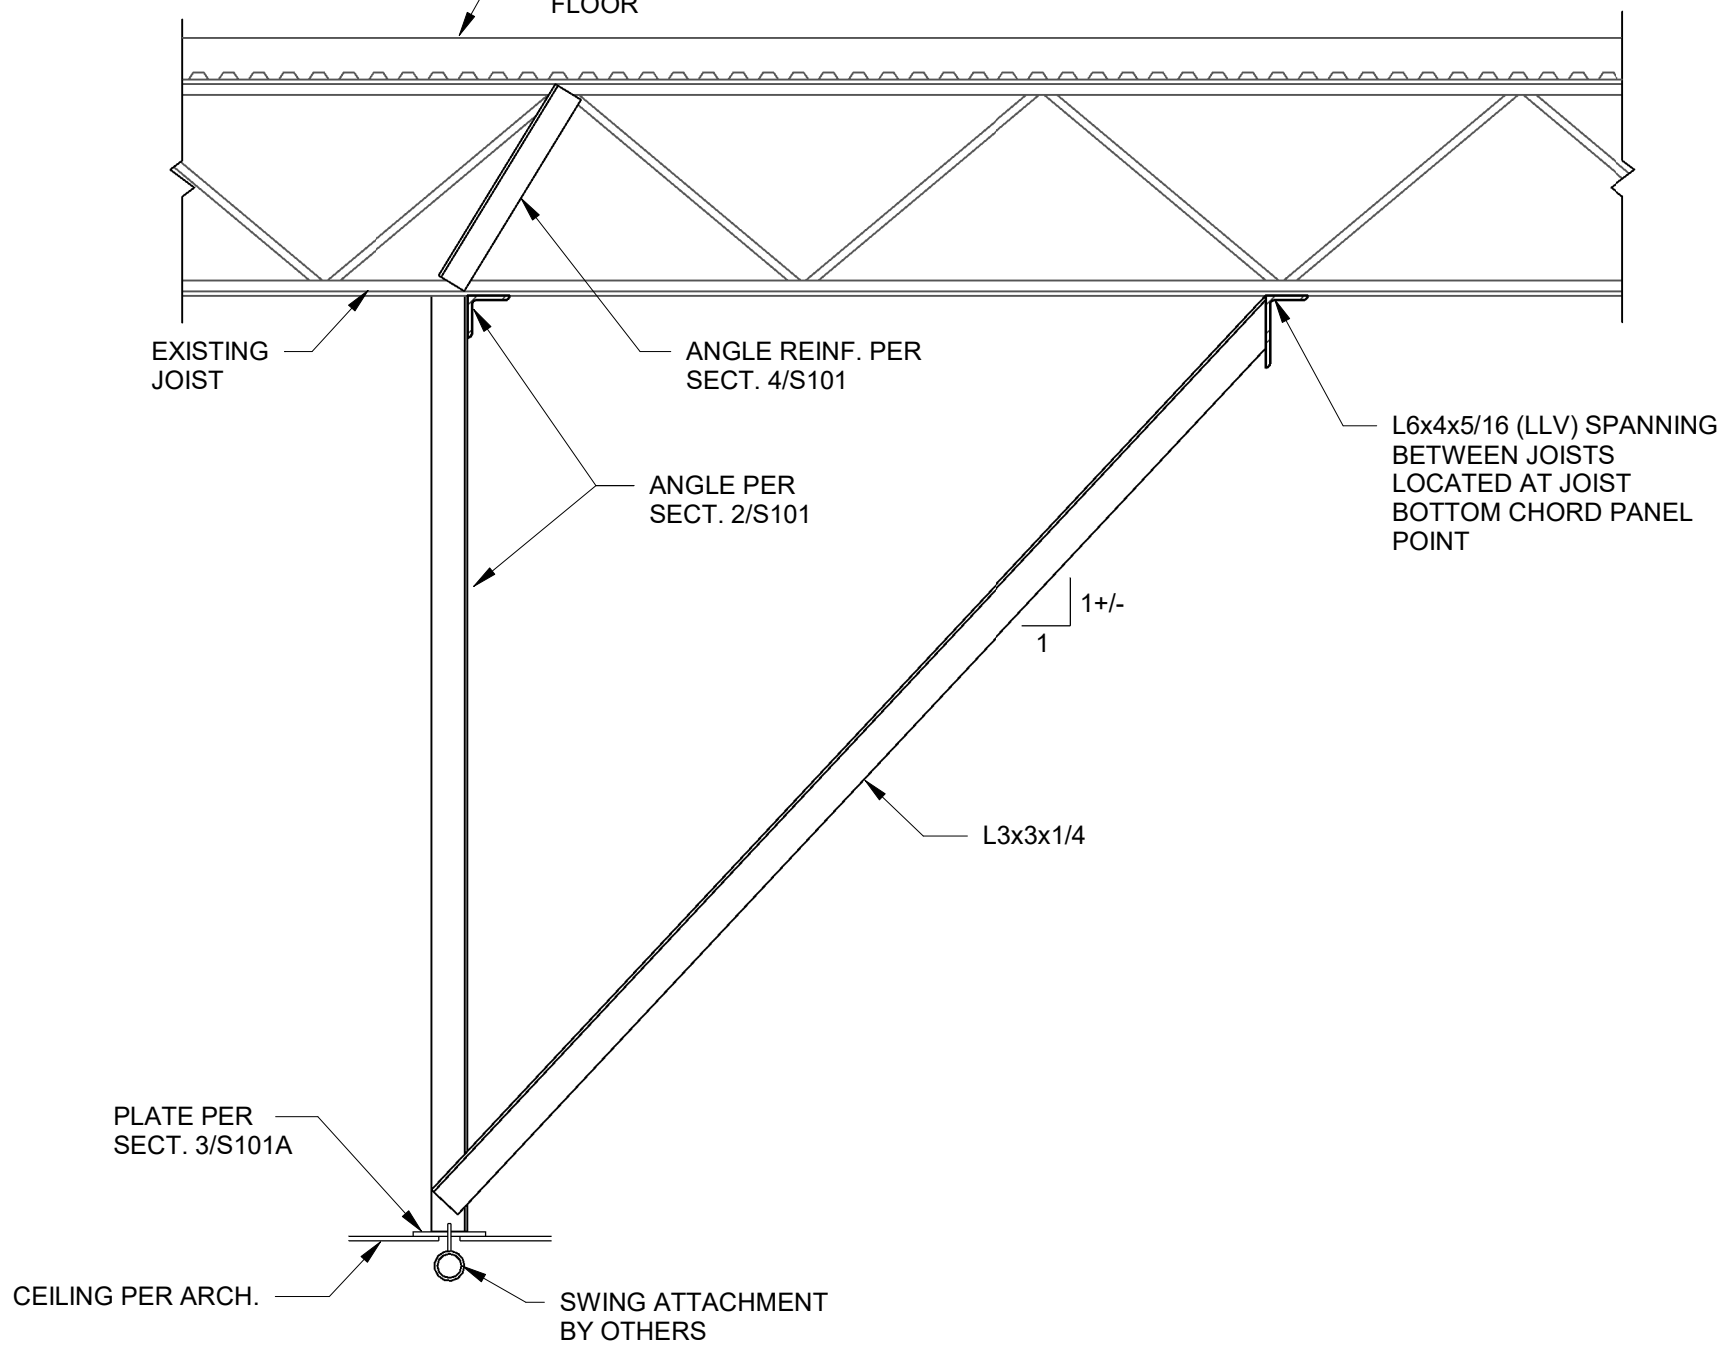 FLOOR
EXISTING
JOIST
ANGLE REINF. PER
SECT. 4/S101
L6x4x5/16 (LLV) SPANNING
BETWEEN JOISTS
LOCATED AT JOIST
BOTTOM CHORD PANEL
POINT
ANGLE PER
SECT. 2/S101
1+/-
1
L3x3x1/4
PLATE PER
SECT. 3/S101A
CEILING PER ARCH.
SWING ATTACHMENT
BY OTHERS